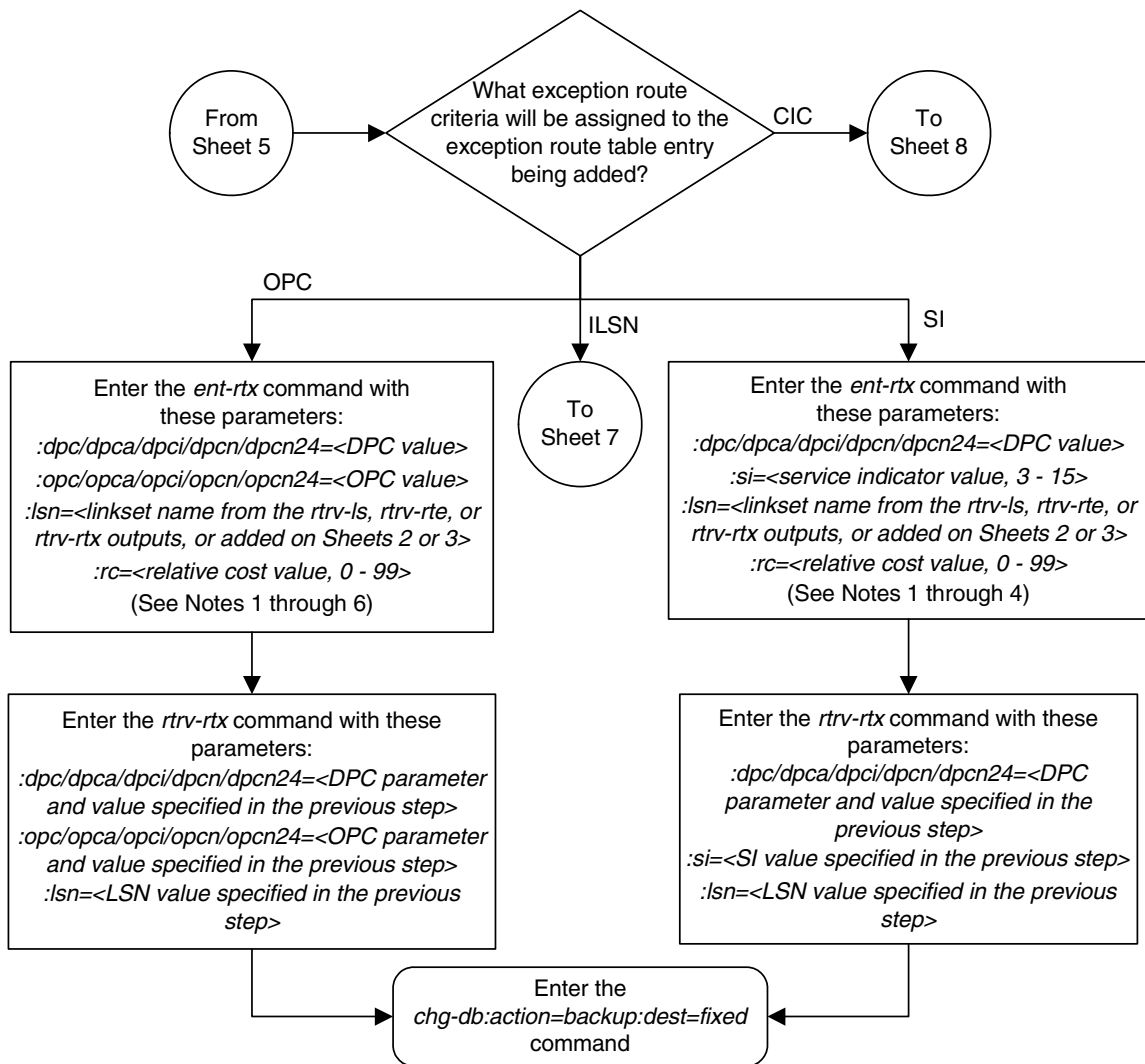 From
Sheet 5
What exception route
criteria will be assigned to the
exception route table entry
being added?
CIC
To
Sheet 8
OPC
ILSN
SI
Enter the ent-rtx command with
these parameters:
:dpc/dpca/dpci/dpcn/dpcn24=<DPC value>
:opc/opca/opci/opcn/opcn24=<OPC value>
:lsn=<linkset name from the rtrv-ls, rtrv-rte, or
rtrv-rtx outputs, or added on Sheets 2 or 3>
:rc=<relative cost value, 0 - 99>
(See Notes 1 through 6)
To
Sheet 7
Enter the ent-rtx command with
these parameters:
:dpc/dpca/dpci/dpcn/dpcn24=<DPC value>
:si=<service indicator value, 3 - 15>
:lsn=<linkset name from the rtrv-ls, rtrv-rte, or
rtrv-rtx outputs, or added on Sheets 2 or 3>
:rc=<relative cost value, 0 - 99>
(See Notes 1 through 4)
Enter the rtrv-rtx command with these
parameters:
:dpc/dpca/dpci/dpcn/dpcn24=<DPC parameter
and value specified in the previous step>
:opc/opca/opci/opcn/opcn24=<OPC parameter
and value specified in the previous step>
:lsn=<LSN value specified in the previous
step>
Enter the rtrv-rtx command with these
parameters:
:dpc/dpca/dpci/dpcn/dpcn24=<DPC
parameter and value specified in the
previous step>
:si=<SI value specified in the previous step>
:lsn=<LSN value specified in the previous
step>
Enter the
chg-db:action=backup:dest=fixed
command